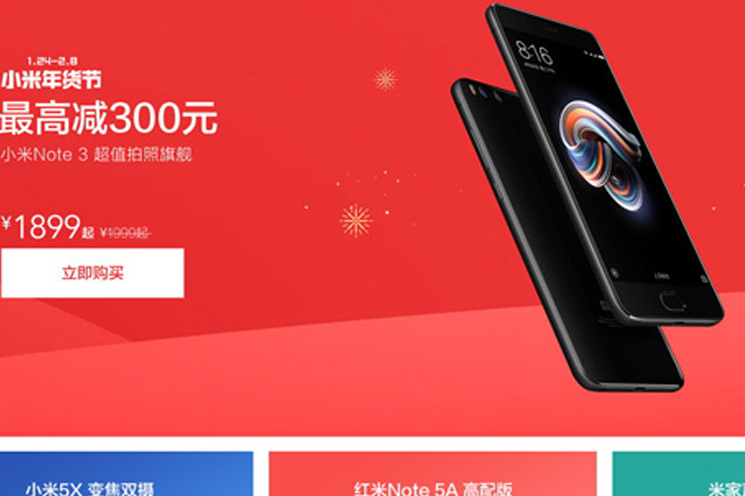 1.24-2.8
小米年货节
最高减300元
小米Note 3 超值拍照旗舰
¥1899起 ¥1999起
立即购买
8:16
小米5X 变焦双摄
红米Note 5A 高配版
米家